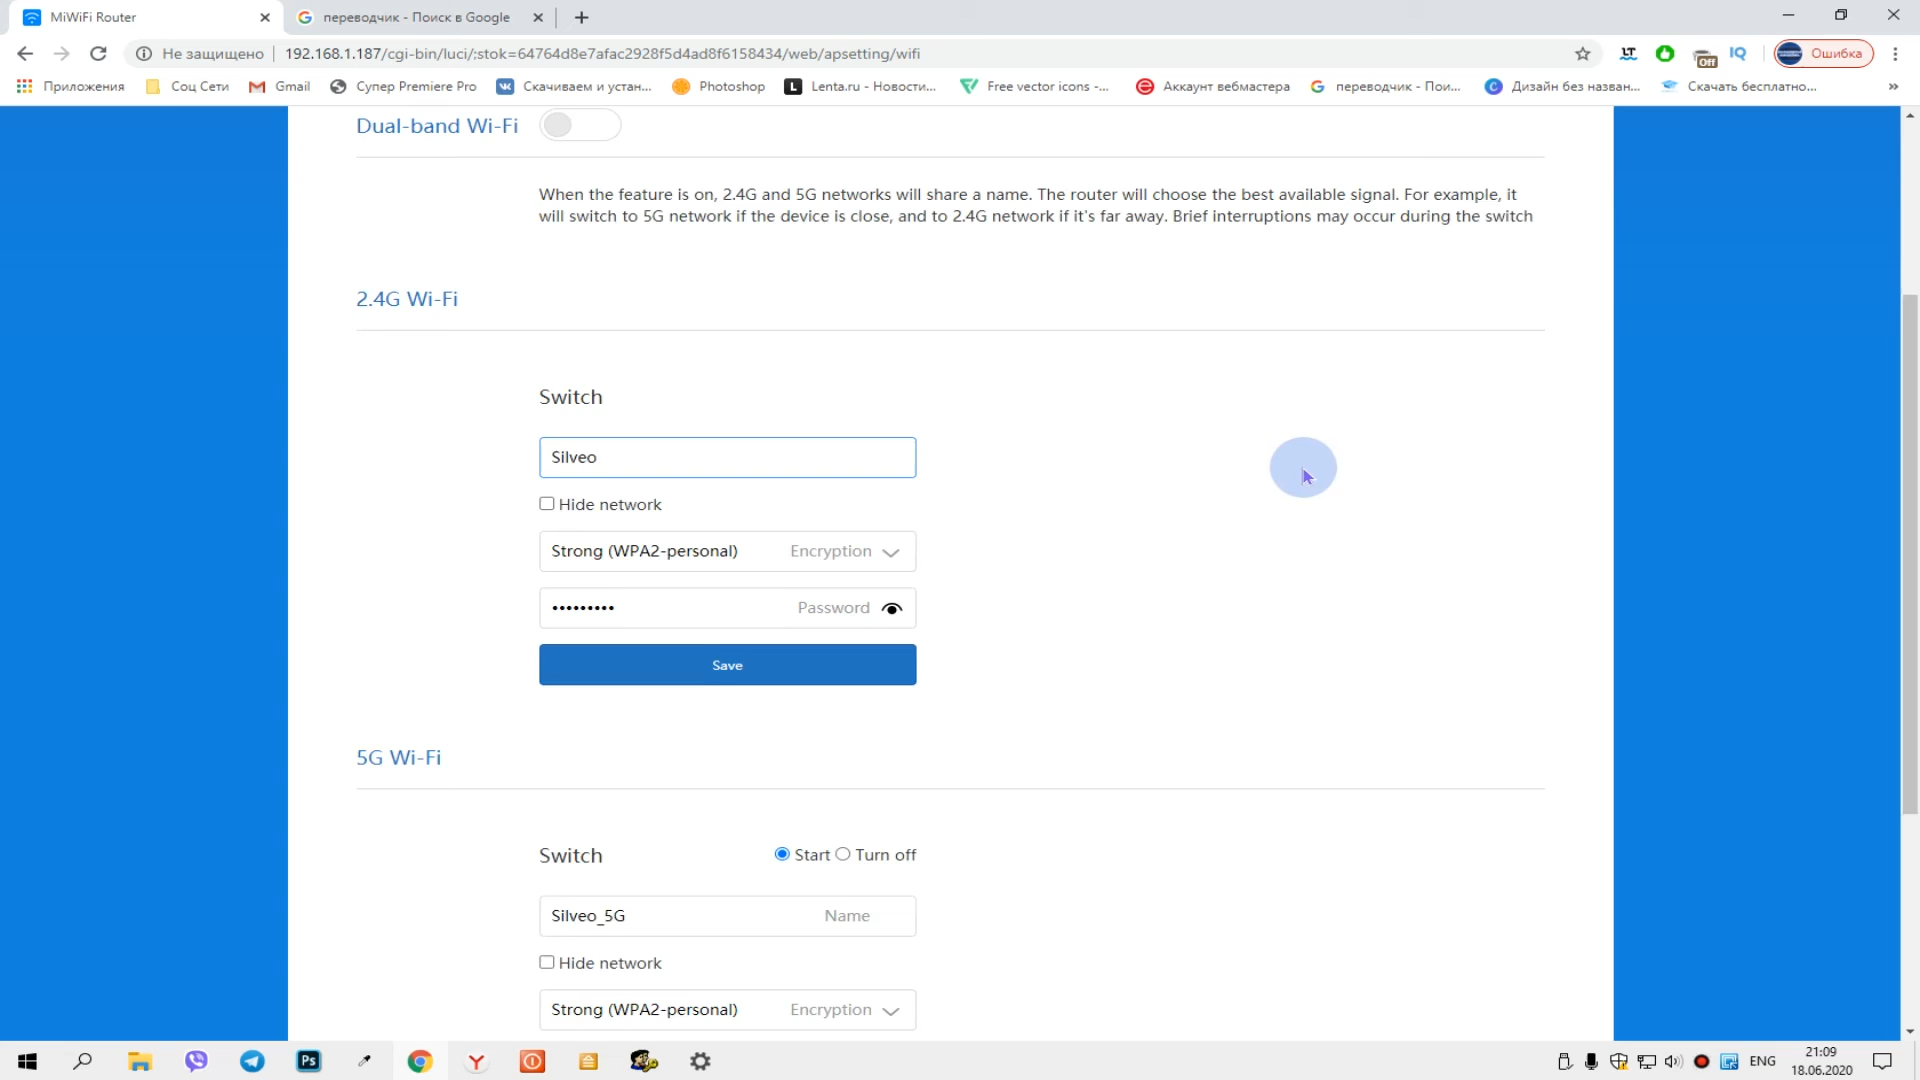 MiWiFi Router
переводчик - Поиск в Google
Не защищено
192.168.1.187/cgi-bin/luci/;stok=64764d8e7afac2928f5d4ad8f6158434/web/apsetting/wifi
LT
Off
IQ
Ошибка
Приложения
Соц Сети
Gmail
Супер Premiere Pro
Скачиваем и устан...
Photoshop
L
Lenta.ru - Новости...
Free vector icons -...
Аккаунт вебмастера
переводчик - Пои...
Дизайн без назван...
Скачать бесплатно...
»
Dual-band Wi-Fi
When the feature is on, 2.4G and 5G networks will share a name. The router will choose the best available signal. For example, it
will switch to 5G network if the device is close, and to 2.4G network if it's far away. Brief interruptions may occur during the switch
2.4G Wi-Fi
Switch
Silveo
Hide network
Strong (WPA2-personal) Encryption
••••••••• Password
Save
5G Wi-Fi
Switch Start Turn off
Silveo_5G Name
Hide network
Strong (WPA2-personal) Encryption
Ps
Y
ENG
21:09
18.06.2020